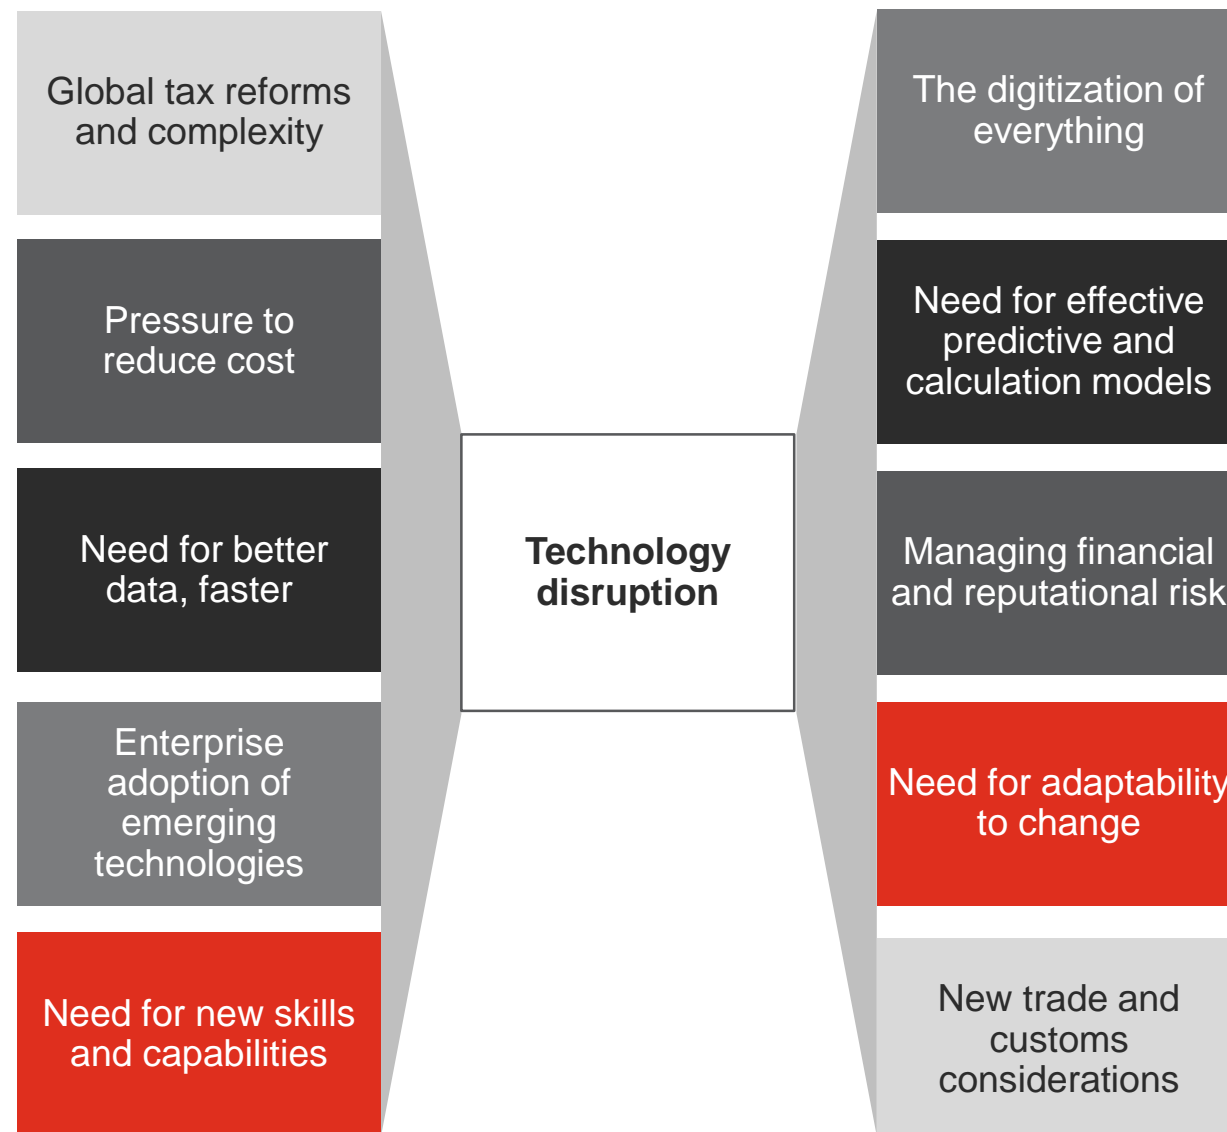 Global tax reforms
and complexity
Pressure to
reduce cost
Need for better
data, faster
Enterprise
adoption of
emerging
technologies
Need for new skills
and capabilities
Technology
disruption
The digitization of
everything
Need for effective
predictive and
calculation models
Managing financial
and reputational risk
Need for adaptability
to change
New trade and
customs
considerations